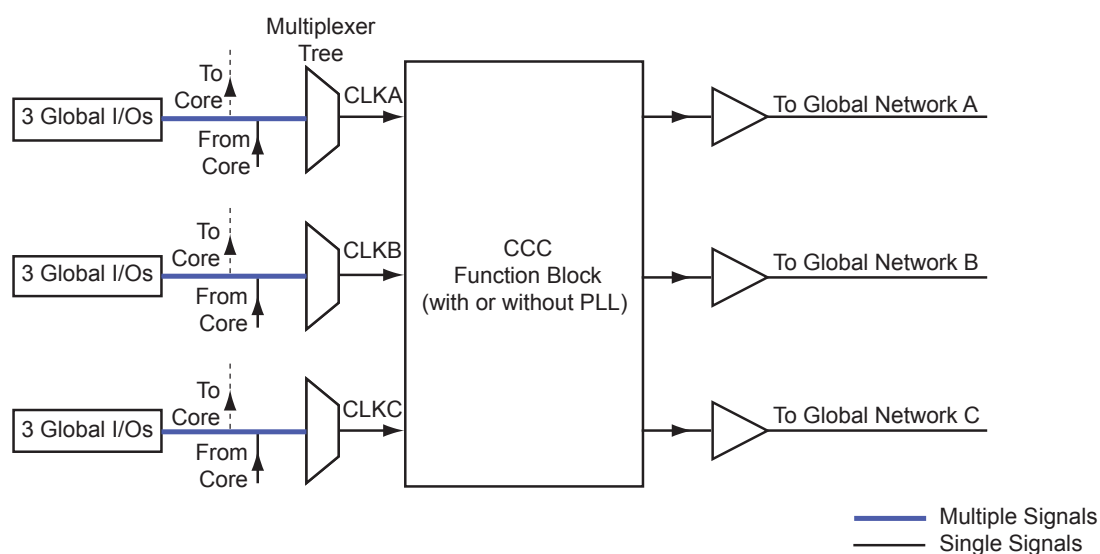 Multiplexer
Tree
To
Core
3 Global I/Os
From
Core
CLKA
To Global Network A
To
Core
3 Global I/Os
From
Core
CLKB
CCC
Function Block
(with or without PLL)
To Global Network B
To
Core
3 Global I/Os
From
Core
CLKC
To Global Network C
Multiple Signals
Single Signals